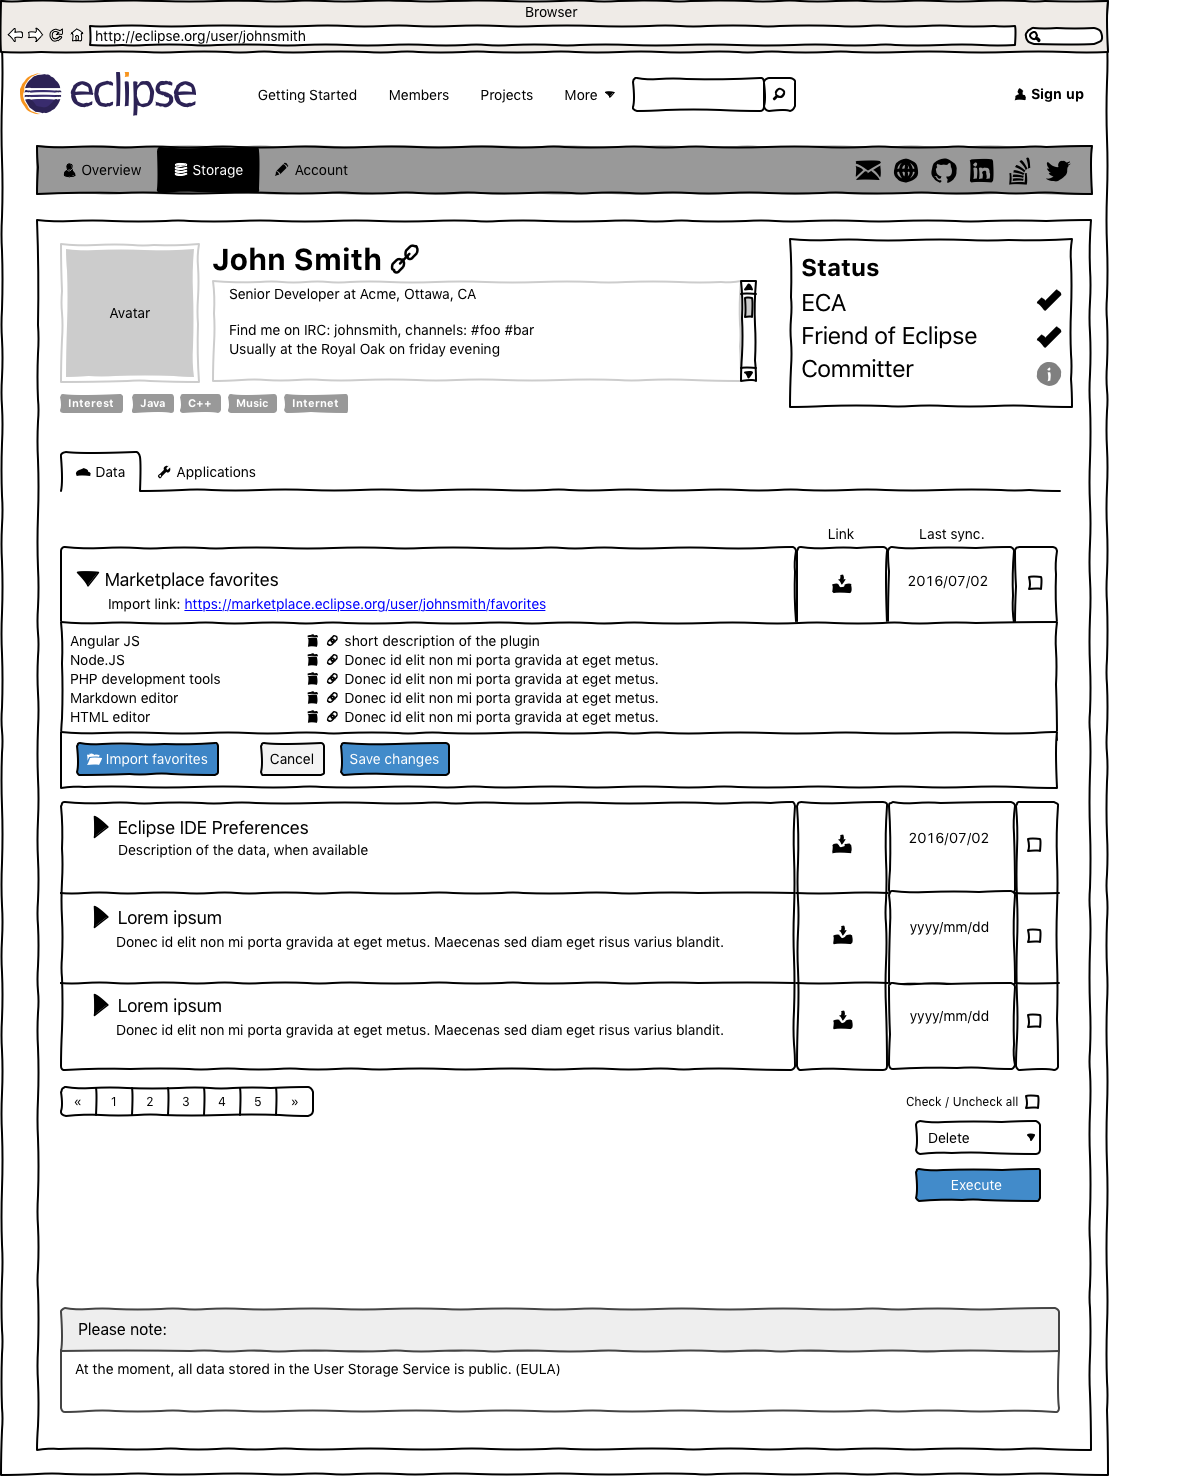 Browser
http://eclipse.org/user/johnsmith
eclipse
Getting Started Members Projects More
Sign up
Overview Storage Account
in
John Smith
Avatar
Senior Developer at Acme, Ottawa, CA
Find me on IRC: johnsmith, channels: #foo #bar
Usually at the Royal Oak on friday evening
Status
ECA
Friend of Eclipse
Committer
i
Interest Java C++ Music Internet
Data Applications
Link Last sync.
Marketplace favorites
Import link: https://marketplace.eclipse.org/user/johnsmith/favorites
2016/07/02
Angular JS short description of the plugin
Node.JS Donec id elit non mi porta gravida at eget metus.
PHP development tools Donec id elit non mi porta gravida at eget metus.
Markdown editor Donec id elit non mi porta gravida at eget metus.
HTML editor Donec id elit non mi porta gravida at eget metus.
Import favorites Cancel Save changes
Eclipse IDE Preferences
Description of the data, when available
2016/07/02
Lorem ipsum
Donec id elit non mi porta gravida at eget metus. Maecenas sed diam eget risus varius blandit.
yyyy/mm/dd
Lorem ipsum
Donec id elit non mi porta gravida at eget metus. Maecenas sed diam eget risus varius blandit.
yyyy/mm/dd
« 1 2 3 4 5 »
Check / Uncheck all
Delete
Execute
Please note:
At the moment, all data stored in the User Storage Service is public. (EULA)